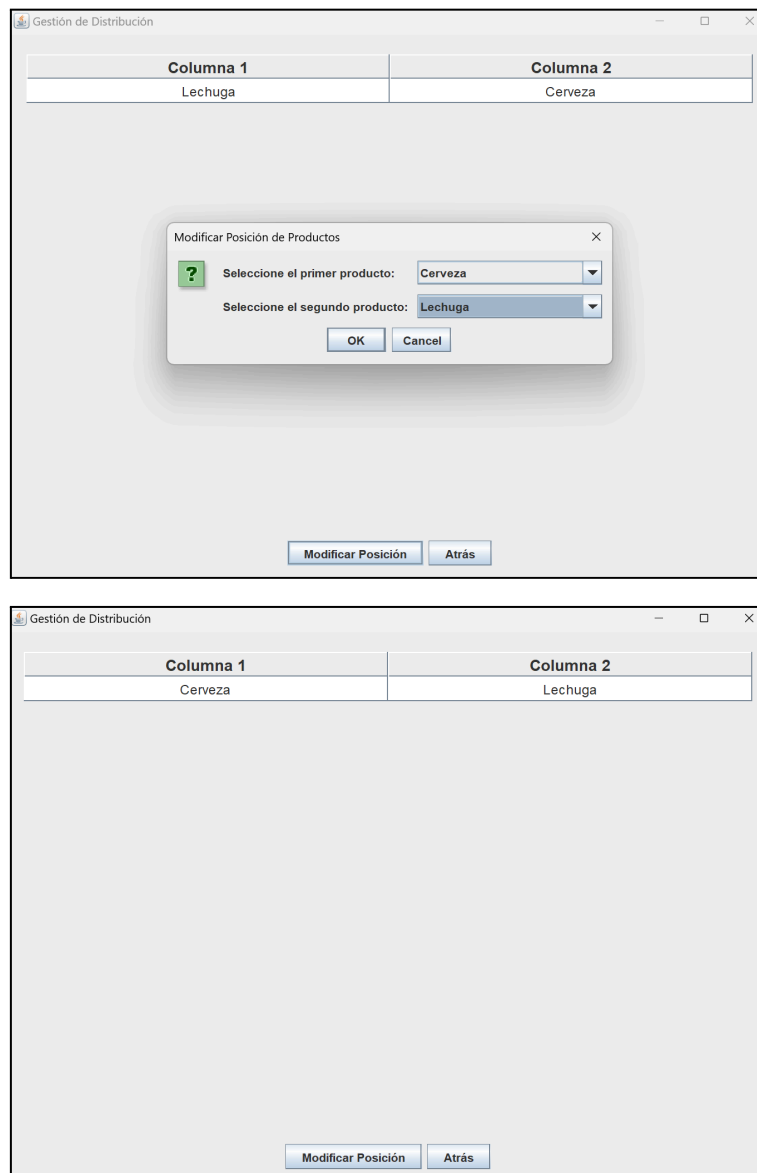 Gestión de Distribución
Columna 1 Columna 2
Lechuga Cerveza
Modificar Posición de Productos
? Seleccione el primer producto: Cerveza
Seleccione el segundo producto: Lechuga
OK Cancel
Modificar Posición Atrás
Gestión de Distribución
Columna 1 Columna 2
Cerveza Lechuga
Modificar Posición Atrás